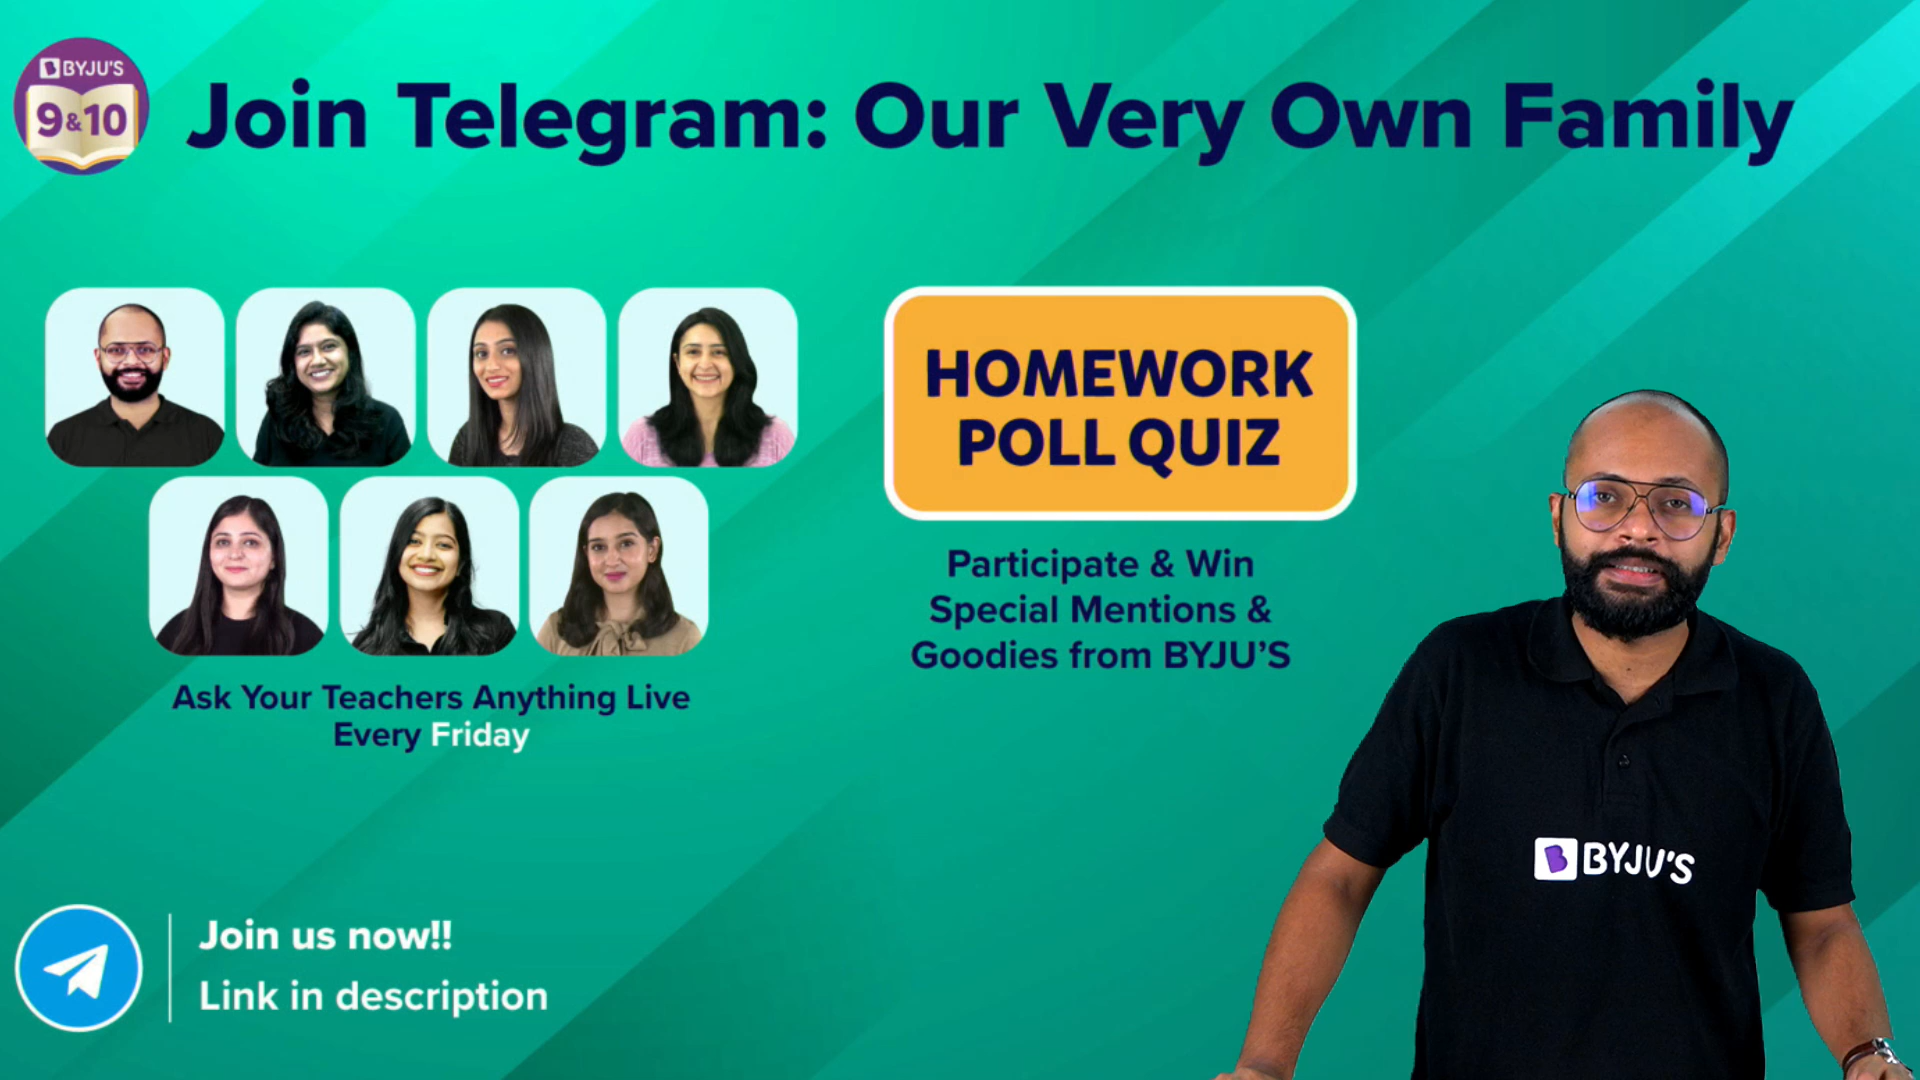 BYJU'S
9&10
Join Telegram: Our Very Own Family
HOMEWORK
POLL QUIZ
Participate & Win
Special Mentions &
Goodies from BYJU'S
Ask Your Teachers Anything Live
Every Friday
BYJU'S
Join us now!!
Link in description